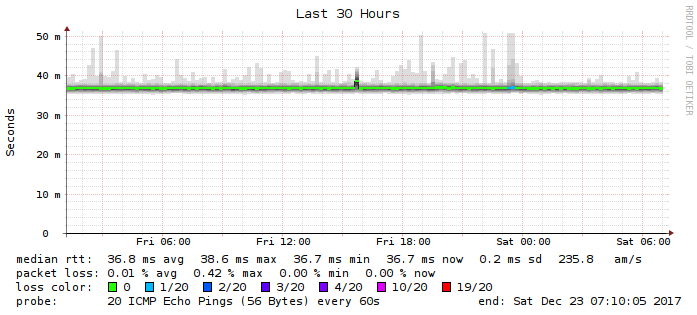 Last 30 Hours
RRDTOOL / TOBI OETIKER
Seconds
50 m
40 m
30 m
20 m
10 m
0
Fri 06:00 Fri 12:00 Fri 18:00 Sat 00:00 Sat 06:00
median rtt: 36.8 ms avg 38.6 ms max 36.7 ms min 36.7 ms now 0.2 ms sd 235.8 am/s
packet loss: 0.01 % avg 0.42 % max 0.00 % min 0.00 % now
loss color: 0 1/20 2/20 3/20 4/20 10/20 19/20
probe: 20 ICMP Echo Pings (56 Bytes) every 60s end: Sat Dec 23 07:10:05 2017